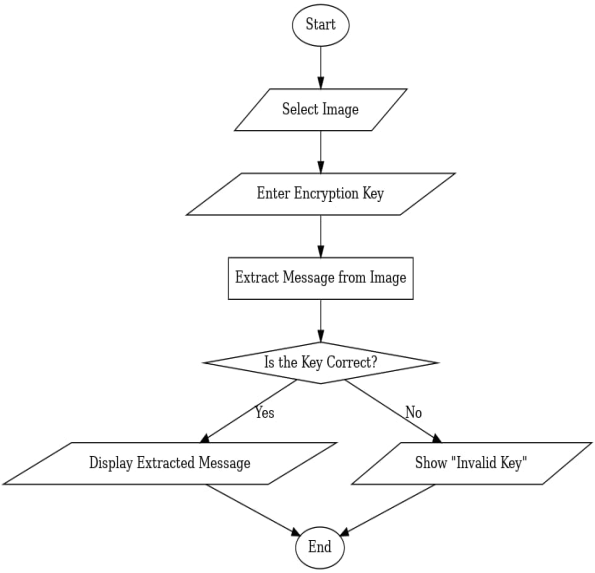 Start
Select Image
Enter Encryption Key
Extract Message from Image
Is the Key Correct?
Yes
No
Display Extracted Message
Show "Invalid Key"
End